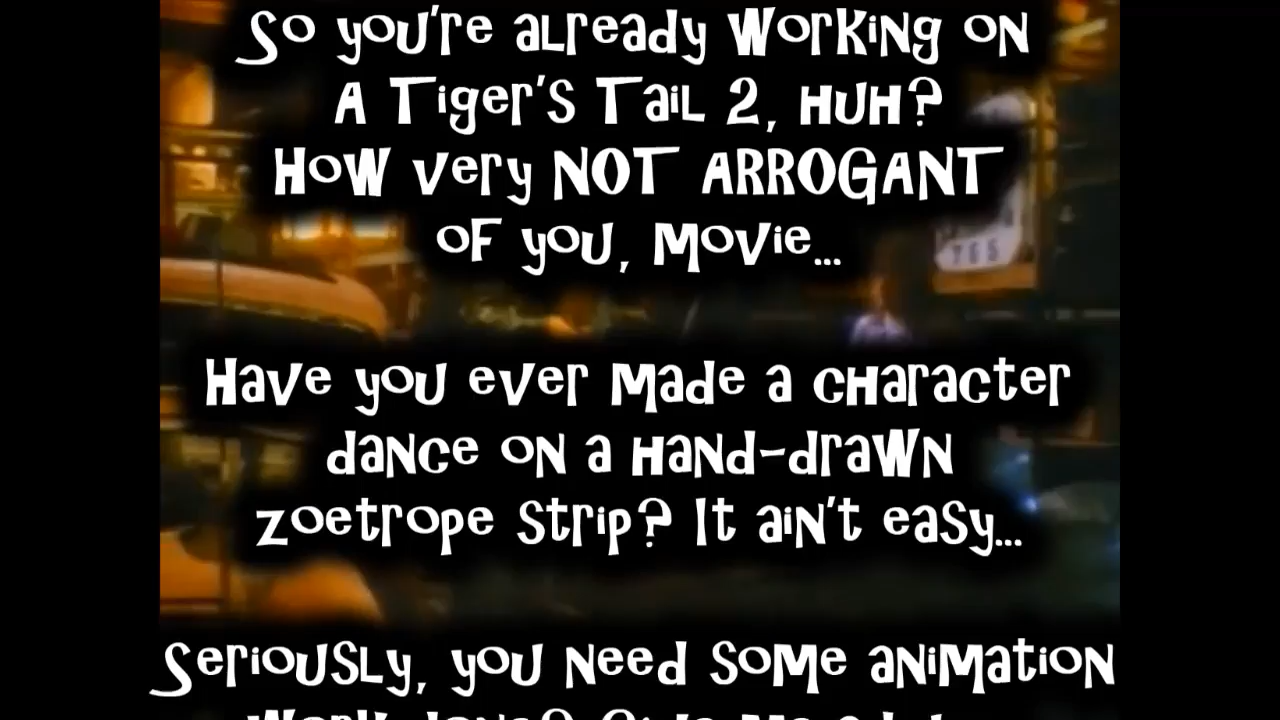 So you're already working on
A Tiger's Tail 2, huh?
How very NOT ARROGANT
of you, movie...
Have you ever made a character
dance on a hand-drawn
zoetrope strip? It ain't easy...
Seriously, you need some animation
765